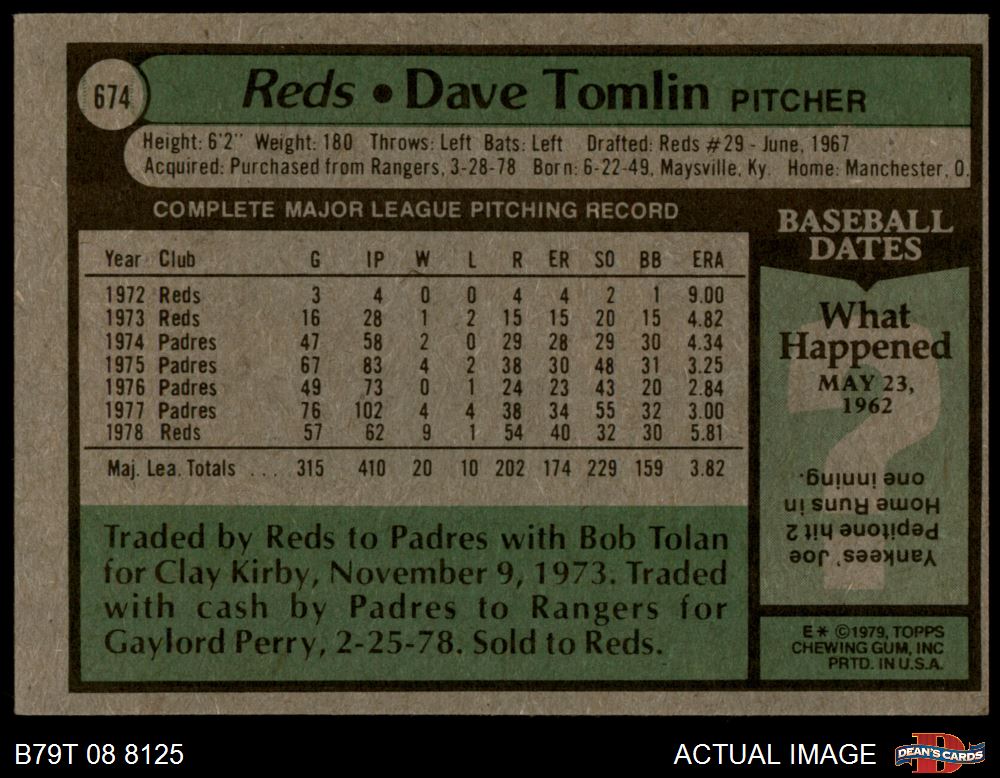 674
Reds • Dave Tomlin PITCHER
Height: 6'2" Weight: 180 Throws: Left Bats: Left Drafted: Reds #29 - June, 1967
Acquired: Purchased from Rangers, 3-28-78 Born: 6-22-49, Maysville, Ky. Home: Manchester, O.
COMPLETE MAJOR LEAGUE PITCHING RECORD
Year Club G IP W L R ER SO BB ERA
1972 Reds 3 4 0 0 4 4 2 1 9.00
1973 Reds 16 28 1 2 15 15 20 15 4.82
1974 Padres 47 58 2 0 29 28 29 30 4.34
1975 Padres 67 83 4 2 38 30 48 31 3.25
1976 Padres 49 73 0 1 24 23 43 20 2.84
1977 Padres 76 102 4 4 38 34 55 32 3.00
1978 Reds 57 62 9 1 54 40 32 30 5.81
Maj. Lea. Totals ... 315 410 20 10 202 174 229 159 3.82
Traded by Reds to Padres with Bob Tolan
for Clay Kirby, November 9, 1973. Traded
with cash by Padres to Rangers for
Gaylord Perry, 2-25-78. Sold to Reds.
BASEBALL
DATES
What
Happened
MAY 23,
1962
?
Yankees' Joe
Pepitone hit 2
Home Runs in
one inning.
E* ©1979, TOPPS
CHEWING GUM, INC
PRTD. IN U.S.A.
B79T 08 8125
ACTUAL IMAGE
DEAN'S CARDS